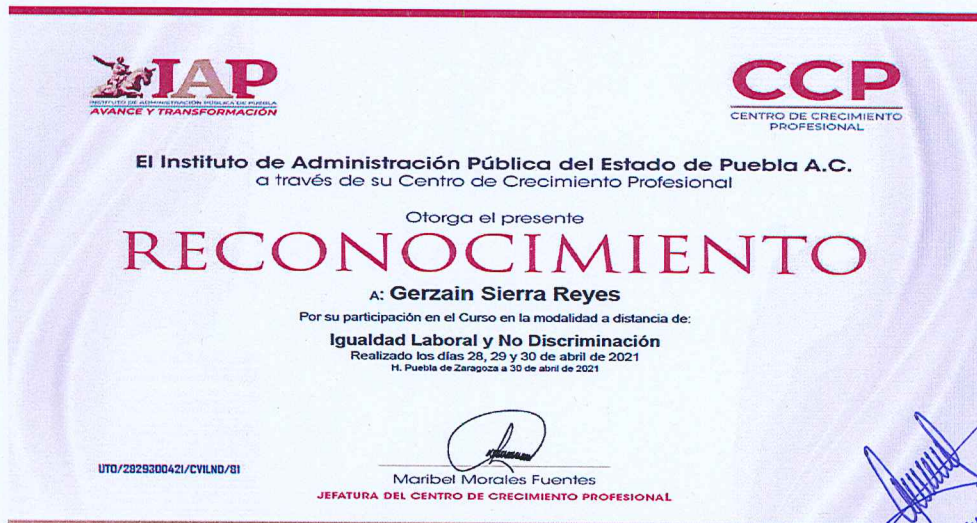 IAP
INSTITUTO DE ADMINISTRACIÓN PÚBLICA DE PUEBLA
AVANCE Y TRANSFORMACIÓN
CCP
CENTRO DE CRECIMIENTO
PROFESIONAL
El Instituto de Administración Pública del Estado de Puebla A.C.
a través de su Centro de Crecimiento Profesional
Otorga el presente
RECONOCIMIENTO
A: Gerzain Sierra Reyes
Por su participación en el Curso en la modalidad a distancia de:
Igualdad Laboral y No Discriminación
Realizado los días 28, 29 y 30 de abril de 2021
H. Puebla de Zaragoza a 30 de abril de 2021
UTO/2829300421/CVILND/81
Maribel Morales Fuentes
JEFATURA DEL CENTRO DE CRECIMIENTO PROFESIONAL